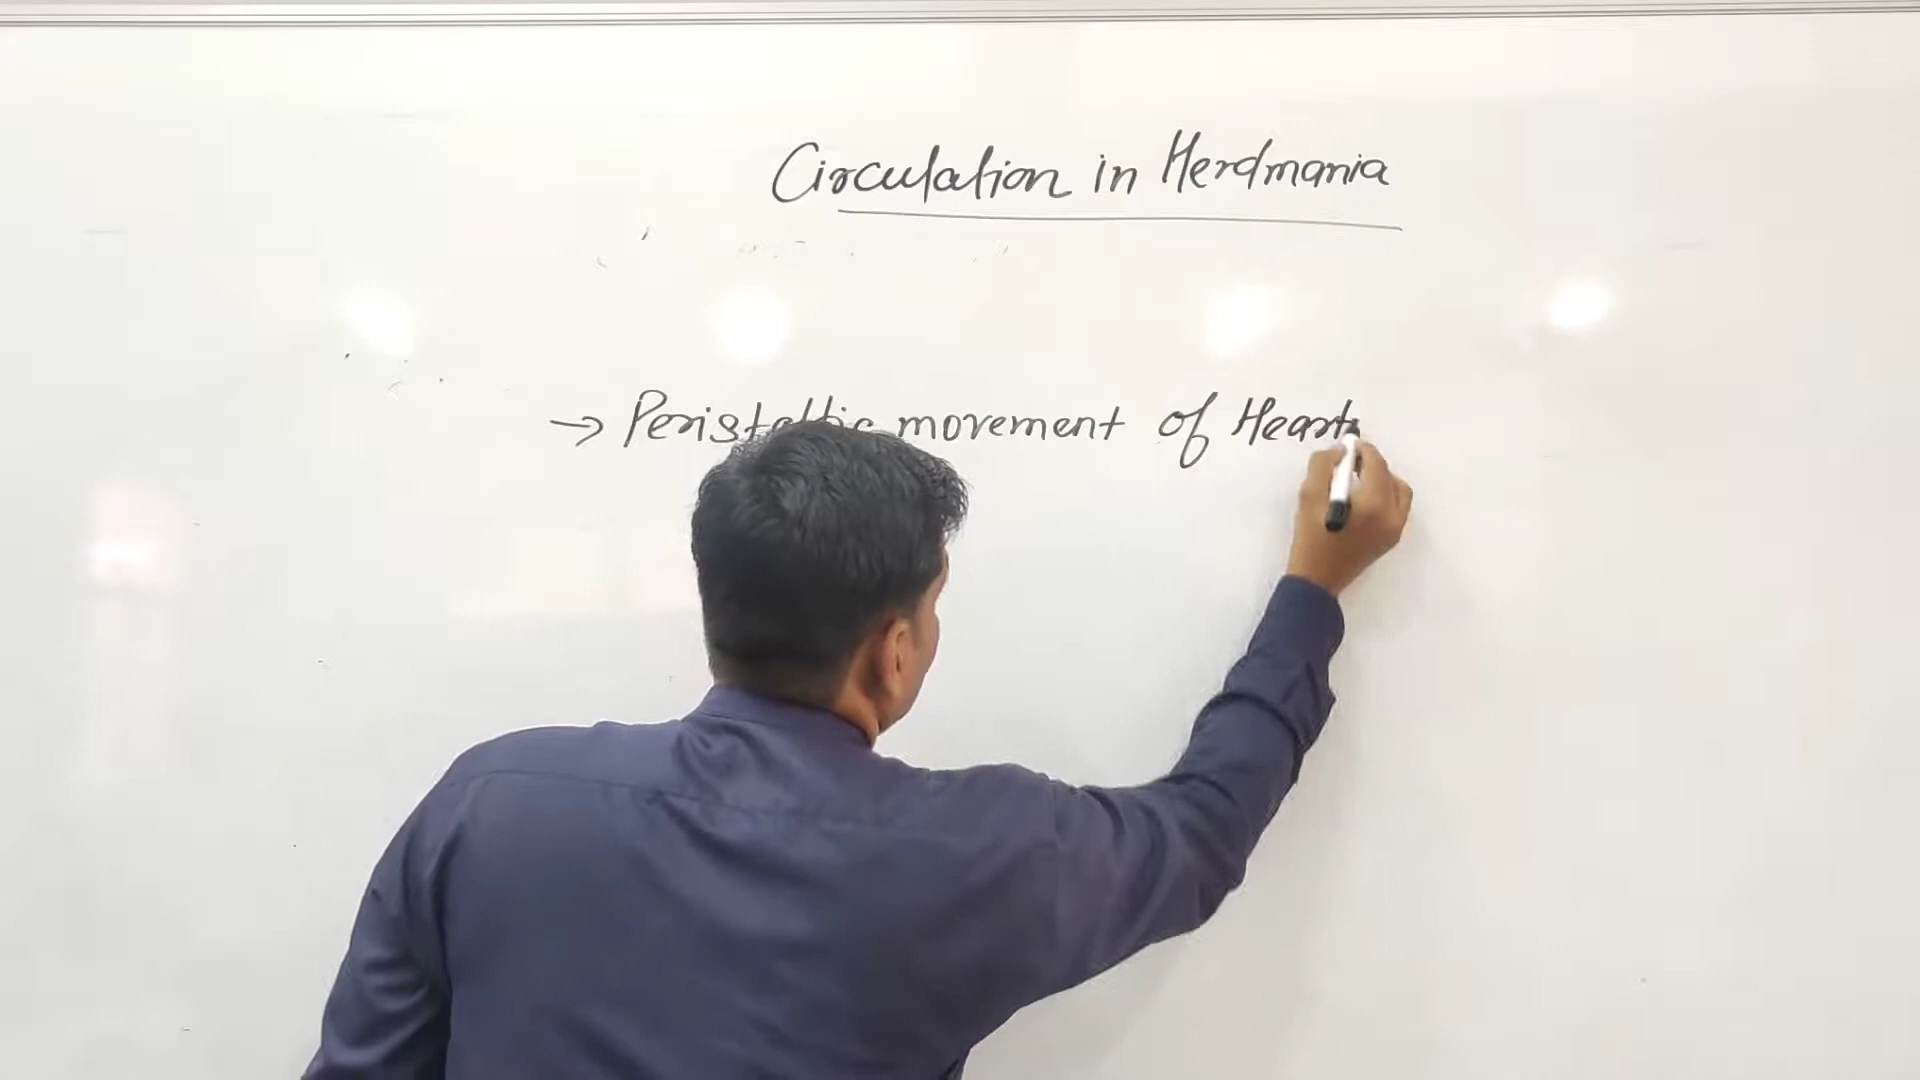 Circulation in Herdmania
→ Peristaltic movement of Heart